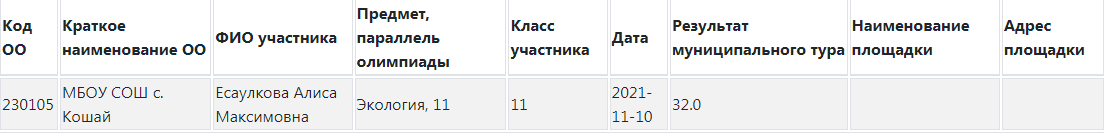 Код ОО
Краткое наименование ОО
ФИО участника
Предмет, параллель олимпиады
Класс участника
Дата
Результат муниципального тура
Наименование площадки
Адрес площадки
230105
МБОУ СОШ с. Кошай
Есаулкова Алиса Максимовна
Экология, 11
11
2021-11-10
32.0